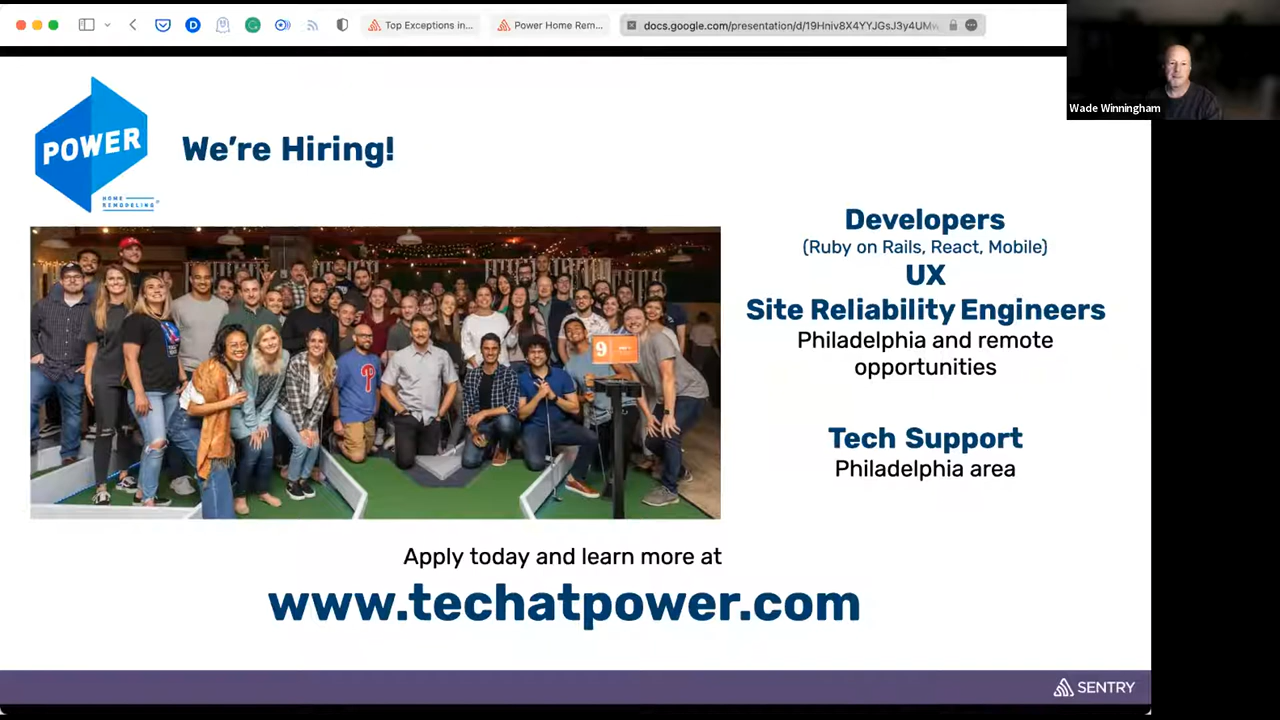 Top Exceptions in...
Power Home Rem...
docs.google.com/presentation/d/19Hniv8X4YYJGsJ3y4UMv
Wade Winningham
POWER
HOME
REMODELING
We're Hiring!
Developers
(Ruby on Rails, React, Mobile)
UX
Site Reliability Engineers
Philadelphia and remote
opportunities
Tech Support
Philadelphia area
9
P
Apply today and learn more at
www.techatpower.com
SENTRY